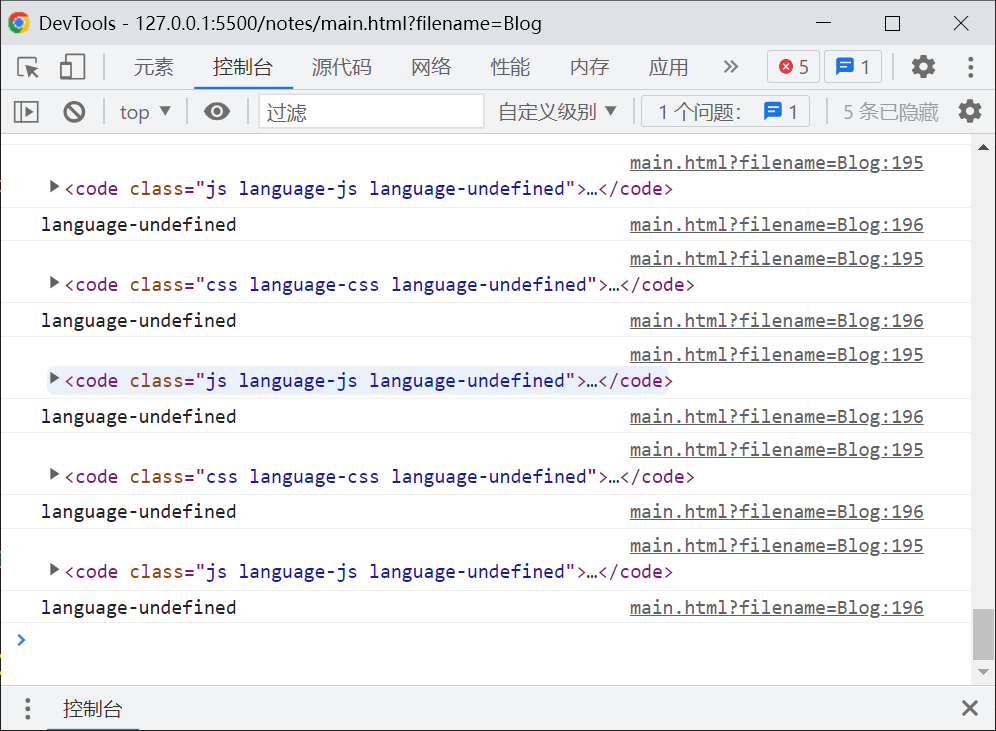 DevTools - 127.0.0.1:5500/notes/main.html?filename=Blog
元素 控制台 源代码 网络 性能 内存 应用 » 5 1
top ▼ 过滤 自定义级别 ▼ 1 个问题: 1 5 条已隐藏
main.html?filename=Blog:195
<code class="js language-js language-undefined">…</code>
language-undefined main.html?filename=Blog:196
main.html?filename=Blog:195
<code class="css language-css language-undefined">…</code>
language-undefined main.html?filename=Blog:196
main.html?filename=Blog:195
<code class="js language-js language-undefined">…</code>
language-undefined main.html?filename=Blog:196
main.html?filename=Blog:195
<code class="css language-css language-undefined">…</code>
language-undefined main.html?filename=Blog:196
main.html?filename=Blog:195
<code class="js language-js language-undefined">…</code>
language-undefined main.html?filename=Blog:196
控制台